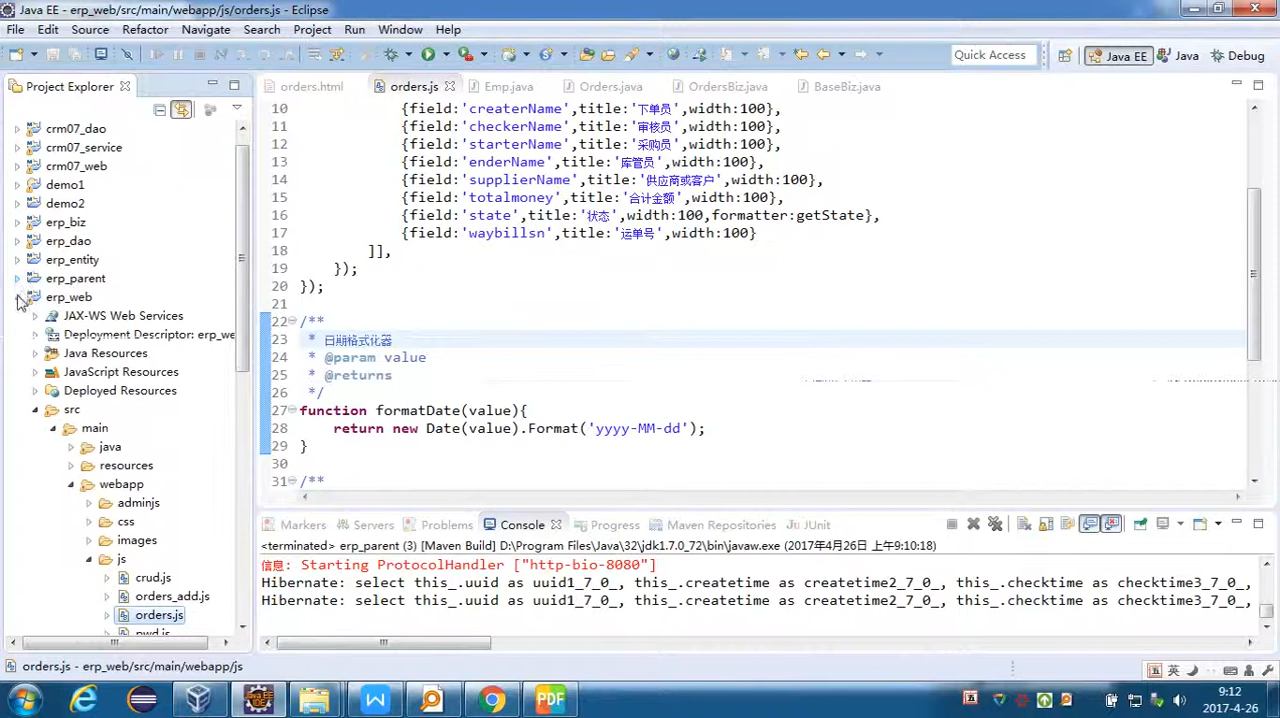 Java EE - erp_web/src/main/webapp/js/orders.js - Eclipse
File Edit Source Refactor Navigate Search Project Run Window Help
Quick Access Java EE Java Debug
Project Explorer
crm07_dao
crm07_service
crm07_web
demo1
demo2
erp_biz
erp_dao
erp_entity
erp_parent
erp_web
JAX-WS Web Services
Deployment Descriptor: erp_we
Java Resources
JavaScript Resources
Deployed Resources
src
main
java
resources
webapp
adminjs
css
images
js
crud.js
orders_add.js
orders.js
pwd.js
orders.html orders.js Emp.java Orders.java OrdersBiz.java BaseBiz.java
10 {field:'createrName',title:'下单员',width:100},
11 {field:'checkerName',title:'审核员',width:100},
12 {field:'starterName',title:'采购员',width:100},
13 {field:'enderName',title:'库管员',width:100},
14 {field:'supplierName',title:'供应商或客户',width:100},
15 {field:'totalmoney',title:'合计金额',width:100},
16 {field:'state',title:'状态',width:100,formatter:getState},
17 {field:'waybillsn',title:'运单号',width:100}
18 ]],
19 });
20 });
21
22 /**
23 * 日期格式化器
24 * @param value
25 * @returns
26 */
27 function formatDate(value){
28 return new Date(value).Format('yyyy-MM-dd');
29 }
30
31 /**
Markers Servers Problems Console Progress Maven Repositories JUnit
<terminated> erp_parent (3) [Maven Build] D:\Program Files\Java\32\jdk1.7.0_72\bin\javaw.exe (2017年4月26日 上午9:10:18)
信息: Starting ProtocolHandler ["http-bio-8080"]
Hibernate: select this_.uuid as uuid1_7_0_, this_.createtime as createtime2_7_0_, this_.checktime as checktime3_7_0_,
Hibernate: select this_.uuid as uuid1_7_0_, this_.createtime as createtime2_7_0_, this_.checktime as checktime3_7_0_,
orders.js - erp_web/src/main/webapp/js
五 英
PDF
五
9:12
2017-4-26